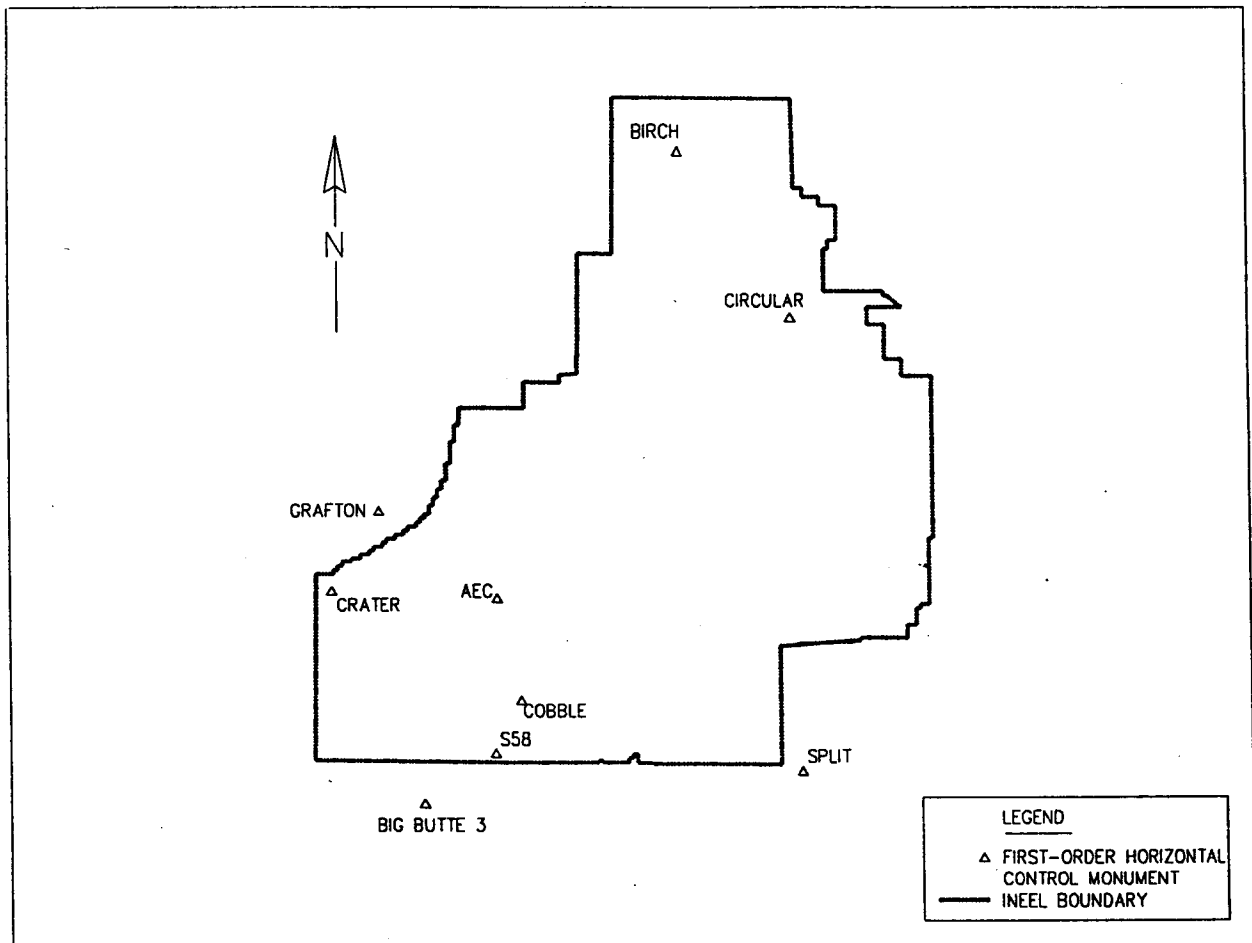 BIRCH
N
CIRCULAR
GRAFTON
CRATER
AEC
COBBLE
S58
SPLIT
BIG BUTTE 3
LEGEND
FIRST-ORDER HORIZONTAL
CONTROL MONUMENT
INEEL BOUNDARY